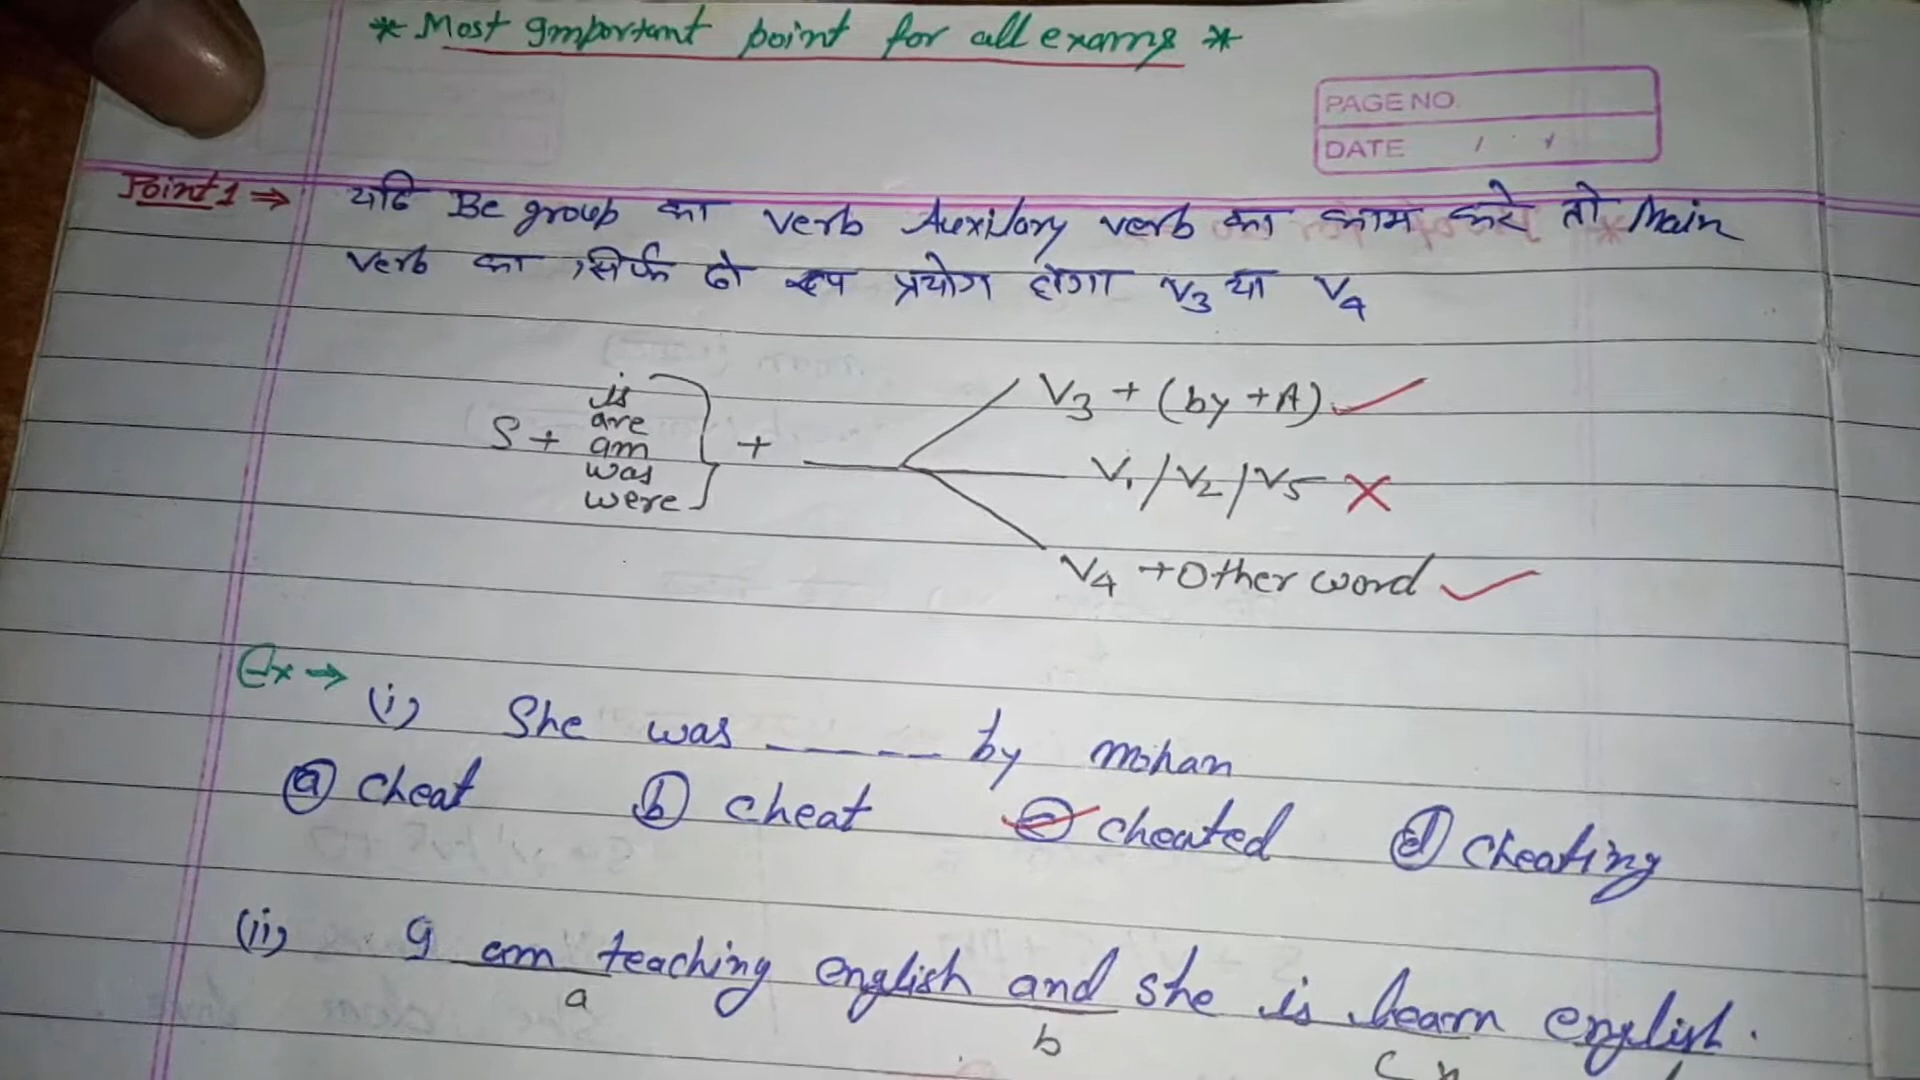 * Most Important point for all exams *
PAGE NO.
DATE / /
Point 1 ⇒ यदि Be group का verb Auxilary verb का काम करे तो Main
verb का सिर्फ दो रूप प्रयोग होगा V3 या V4
S + is are am was were +
V3 + (by + A) ✓
V1 / V2 / V5 ✗
V4 + Other word ✓
Ex →
(i) She was ----- by mohan
(a) cheat (b) cheat (c) cheated (d) cheating
(ii) I am teaching english and she is learn english.
a b c